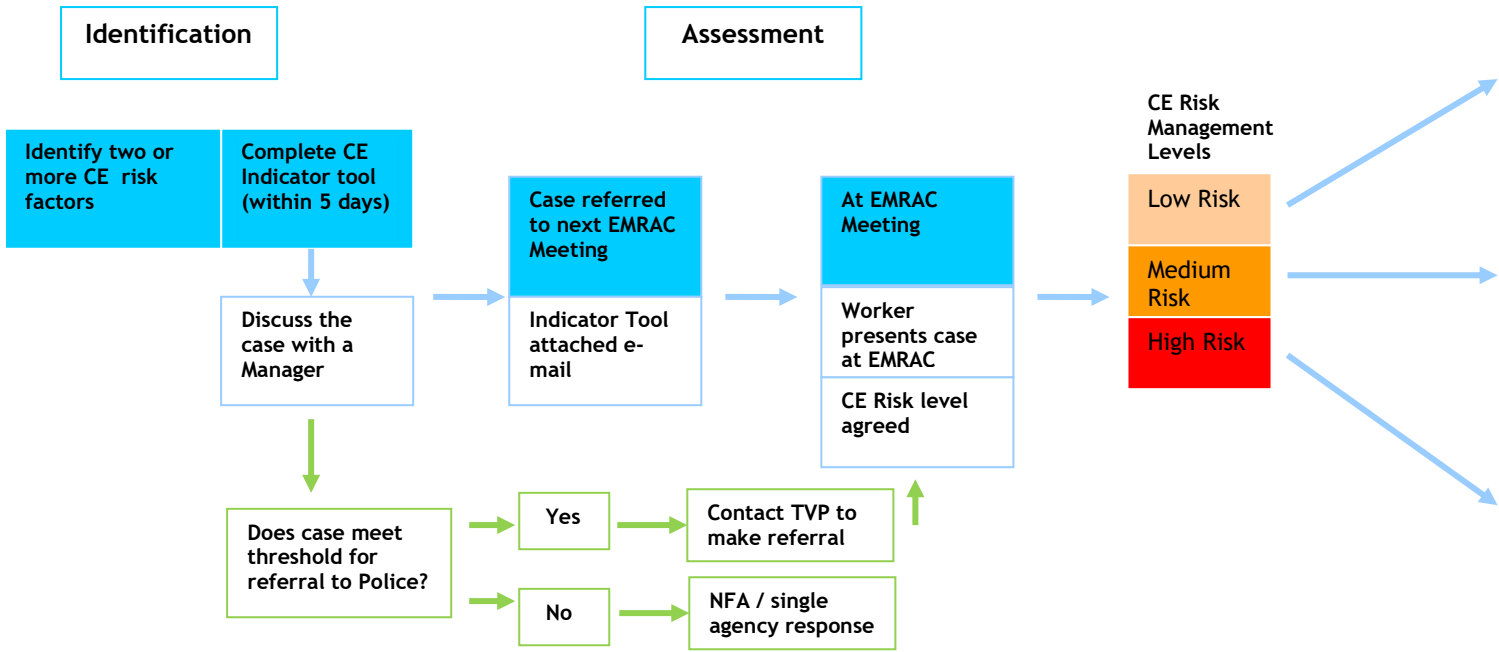 Identification
Assessment
Identify two or
more CE risk
factors
Complete CE
Indicator tool
(within 5 days)
Discuss the
case with a
Manager
Case referred
to next EMRAC
Meeting
Indicator Tool
attached e-
mail
At EMRAC
Meeting
Worker
presents case
at EMRAC
CE Risk level
agreed
CE Risk
Management
Levels
Low Risk
Medium
Risk
High Risk
Does case meet
threshold for
referral to Police?
Yes
Contact TVP to
make referral
No
NFA / single
agency response